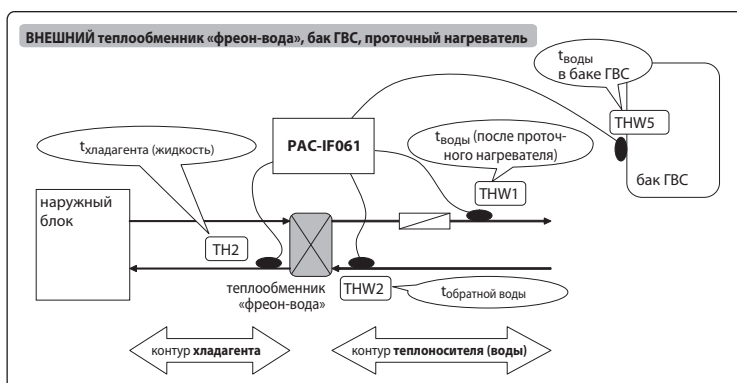 ВНЕШНИЙ теплообменник «фреон-вода», бак ГВС, проточный нагреватель
tводы
в баке ГВС
THW5
бак ГВС
PAC-IF061
tводы (после проточ-
ного нагревателя)
THW1
tхладагента (жидкость)
наружный
блок
TH2
теплообменник
«фреон-вода»
THW2
tобратной воды
контур хладагента
контур теплоносителя (воды)